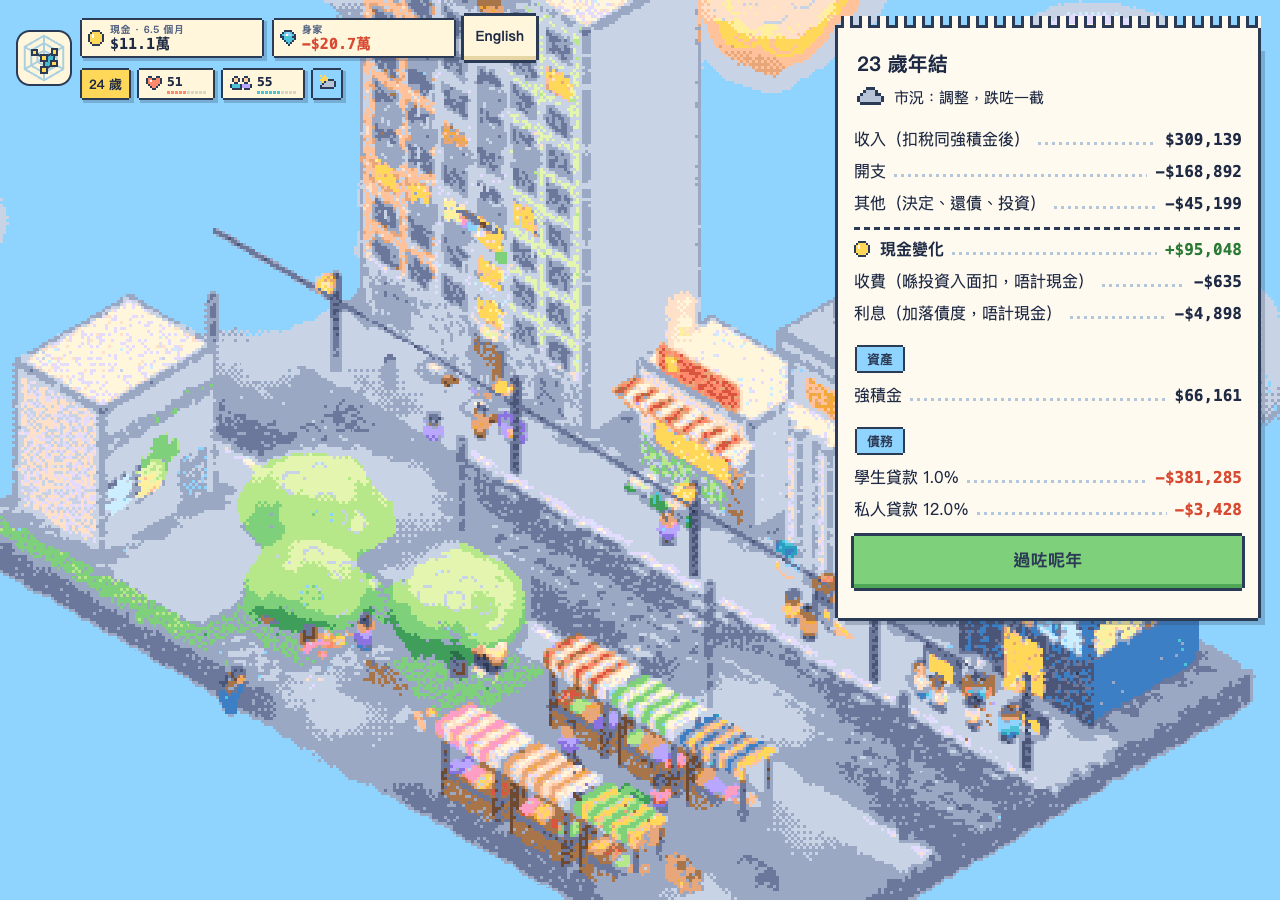 現金 · 6.5 個月
$11.1萬
身家
−$20.7萬
English
24 歲
51
55
23 歲年結
市況：調整，跌咗一截
收入（扣稅同強積金後） $309,139
開支 −$168,892
其他（決定、還債、投資） −$45,199
現金變化 +$95,048
收費（喺投資入面扣，唔計現金） −$635
利息（加落債度，唔計現金） −$4,898
資產
強積金 $66,161
債務
學生貸款 1.0% −$381,285
私人貸款 12.0% −$3,428
過咗呢年